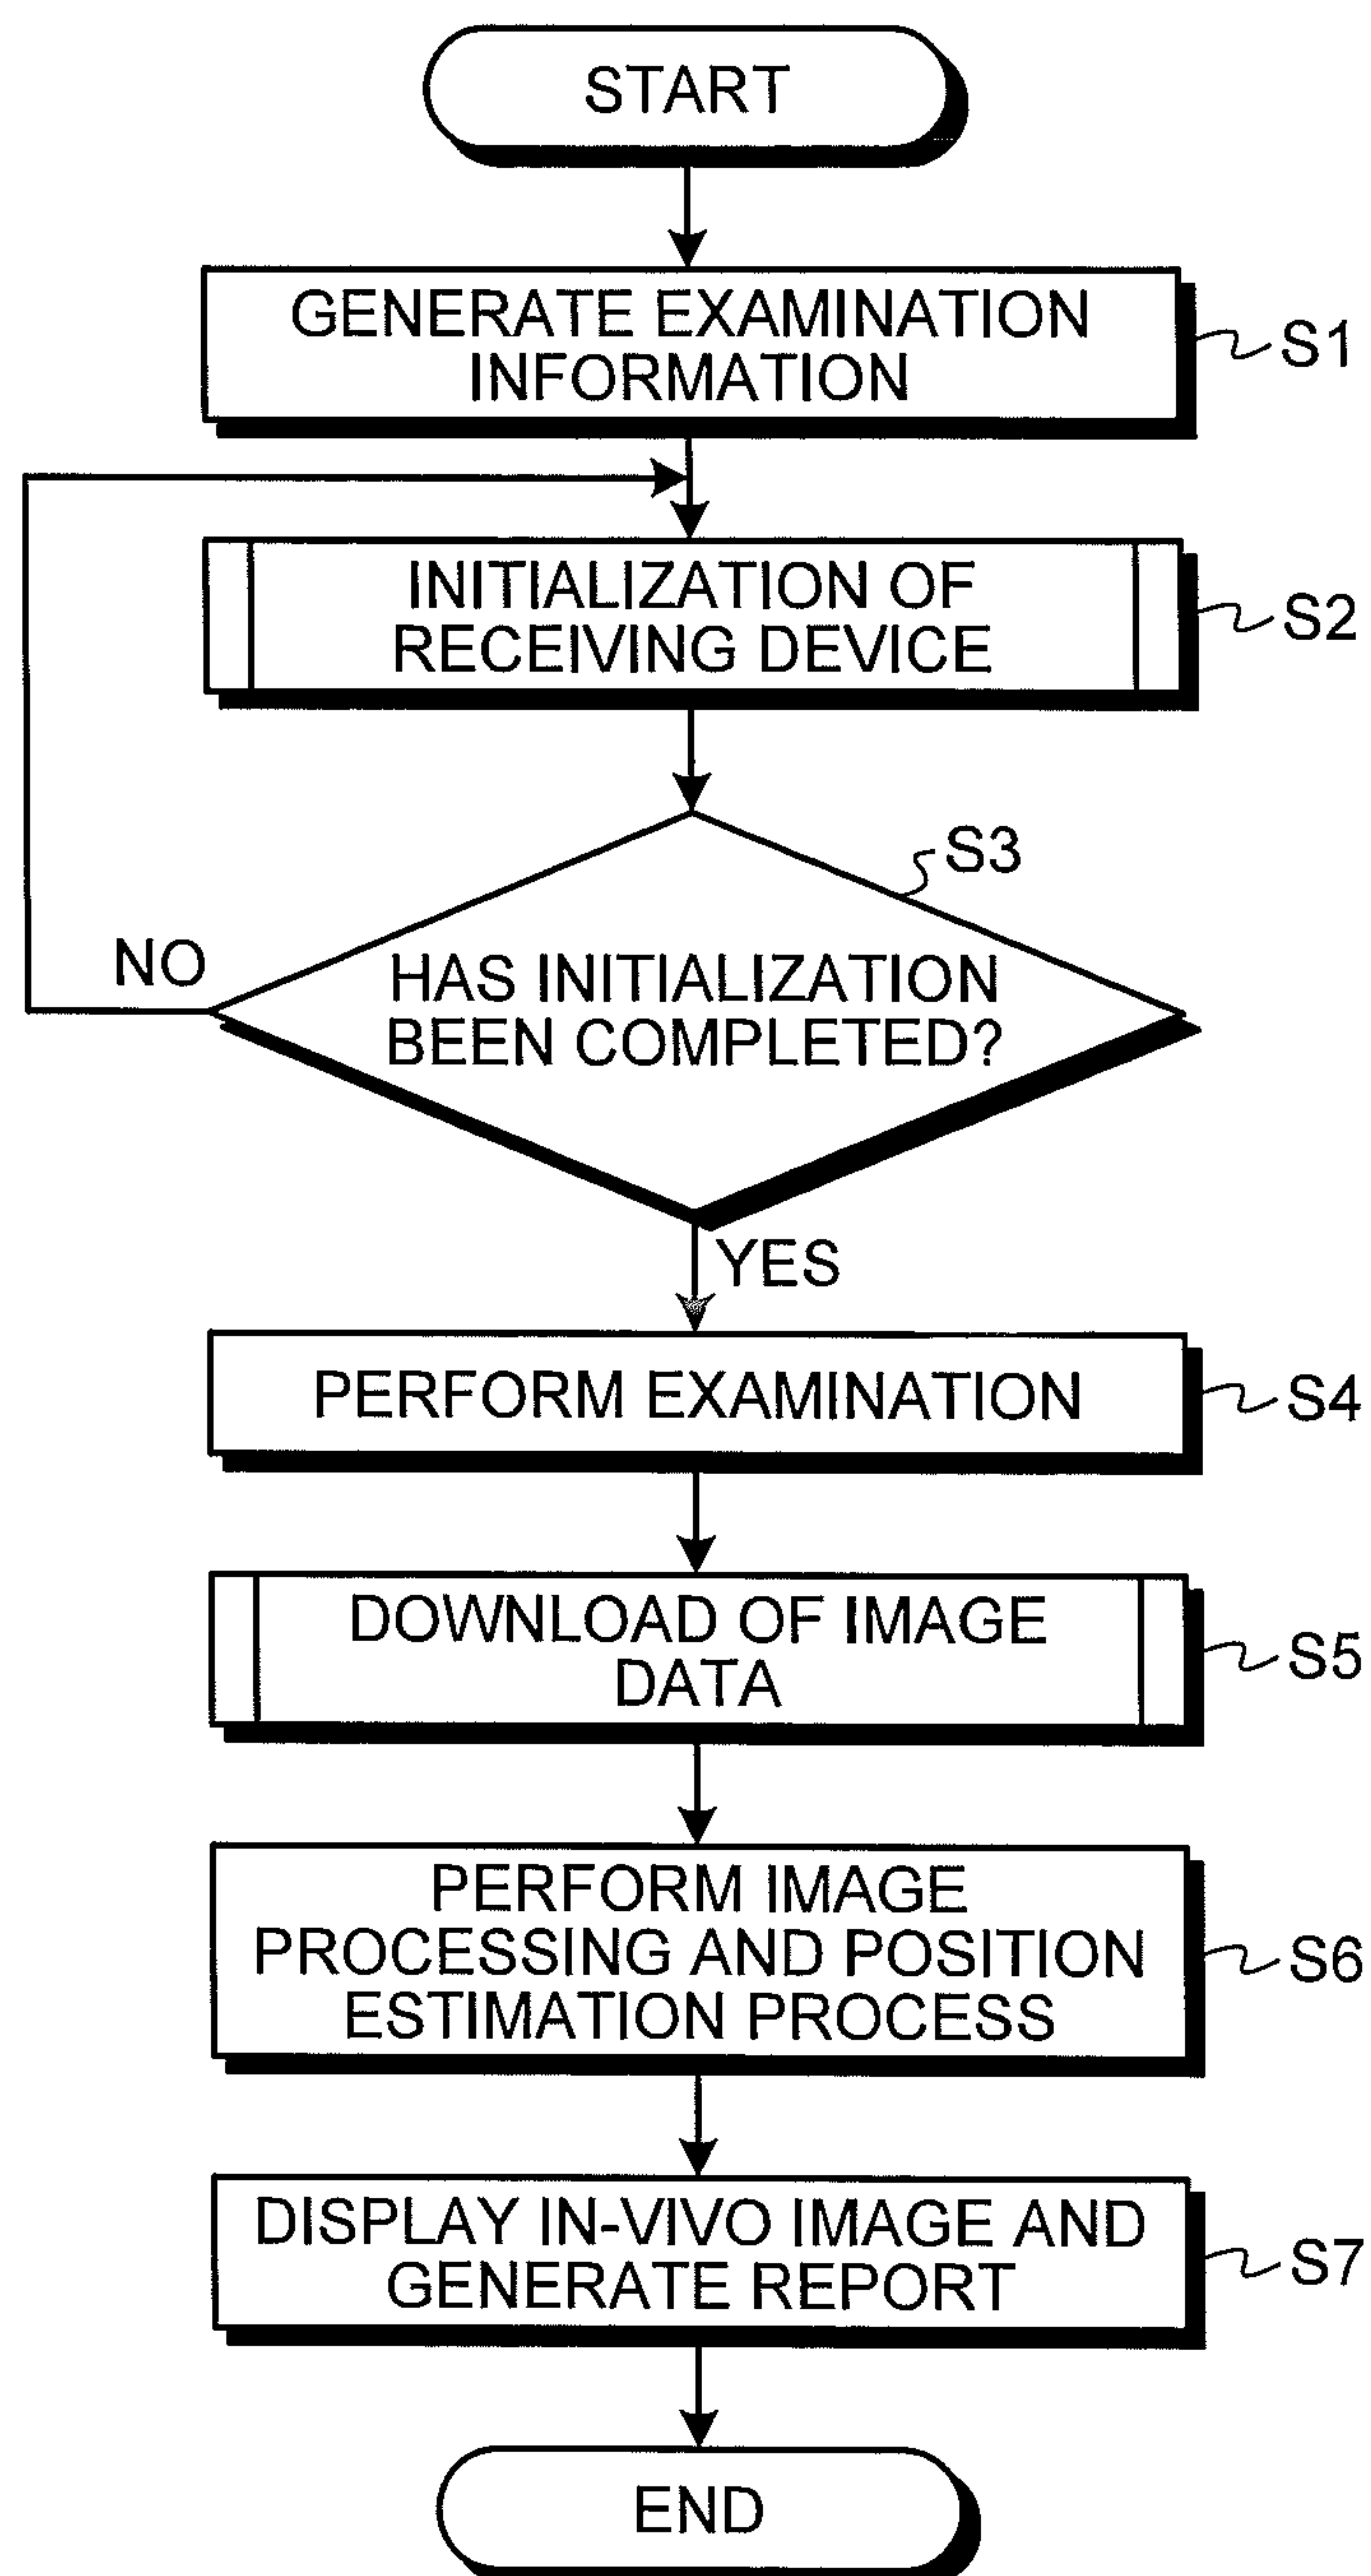 START
GENERATE EXAMINATION
INFORMATION
S1
INITIALIZATION OF
RECEIVING DEVICE
S2
S3
HAS INITIALIZATION
BEEN COMPLETED?
NO
YES
PERFORM EXAMINATION
S4
DOWNLOAD OF IMAGE
DATA
S5
PERFORM IMAGE
PROCESSING AND POSITION
ESTIMATION PROCESS
S6
DISPLAY IN-VIVO IMAGE AND
GENERATE REPORT
S7
END